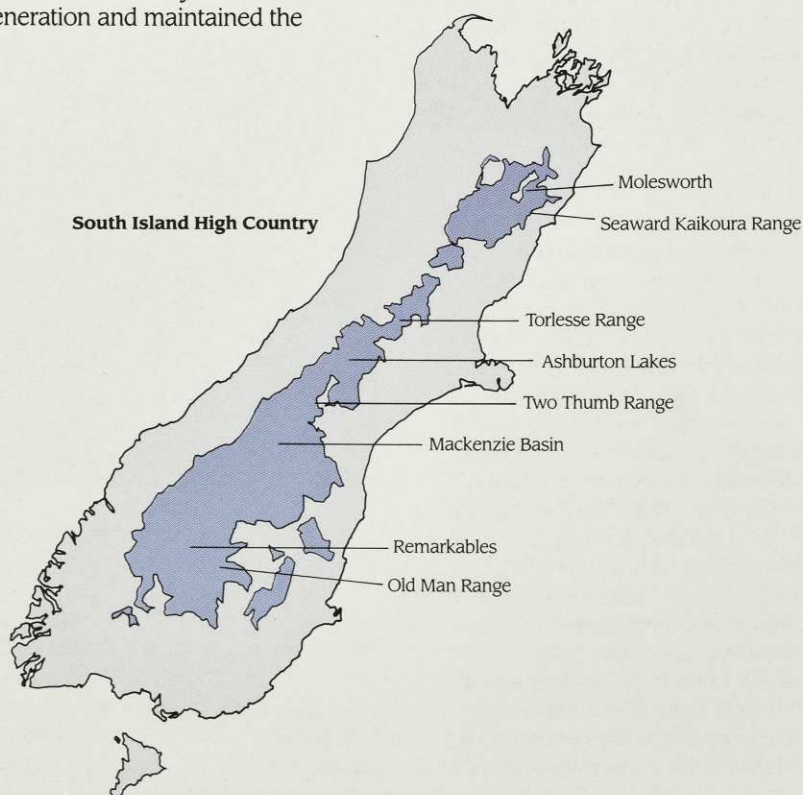 eneration and maintained the
South Island High Country
Molesworth
Seaward Kaikoura Range
Torlesse Range
Ashburton Lakes
Two Thumb Range
Mackenzie Basin
Remarkables
Old Man Range